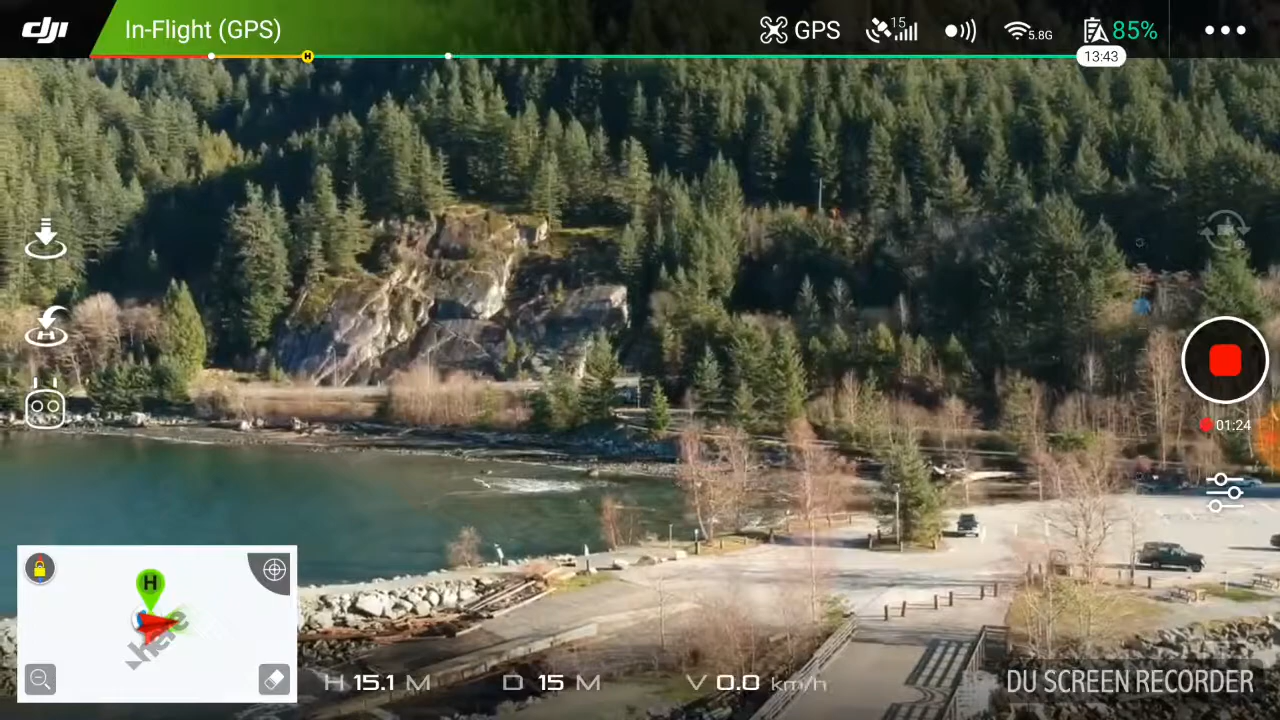 dji In-Flight (GPS) GPS 15 5.8G 85%
H
13:43
01:24
H
here
H 15.1 M D 15 M V 0.0 km/h
DU SCREEN RECORDER